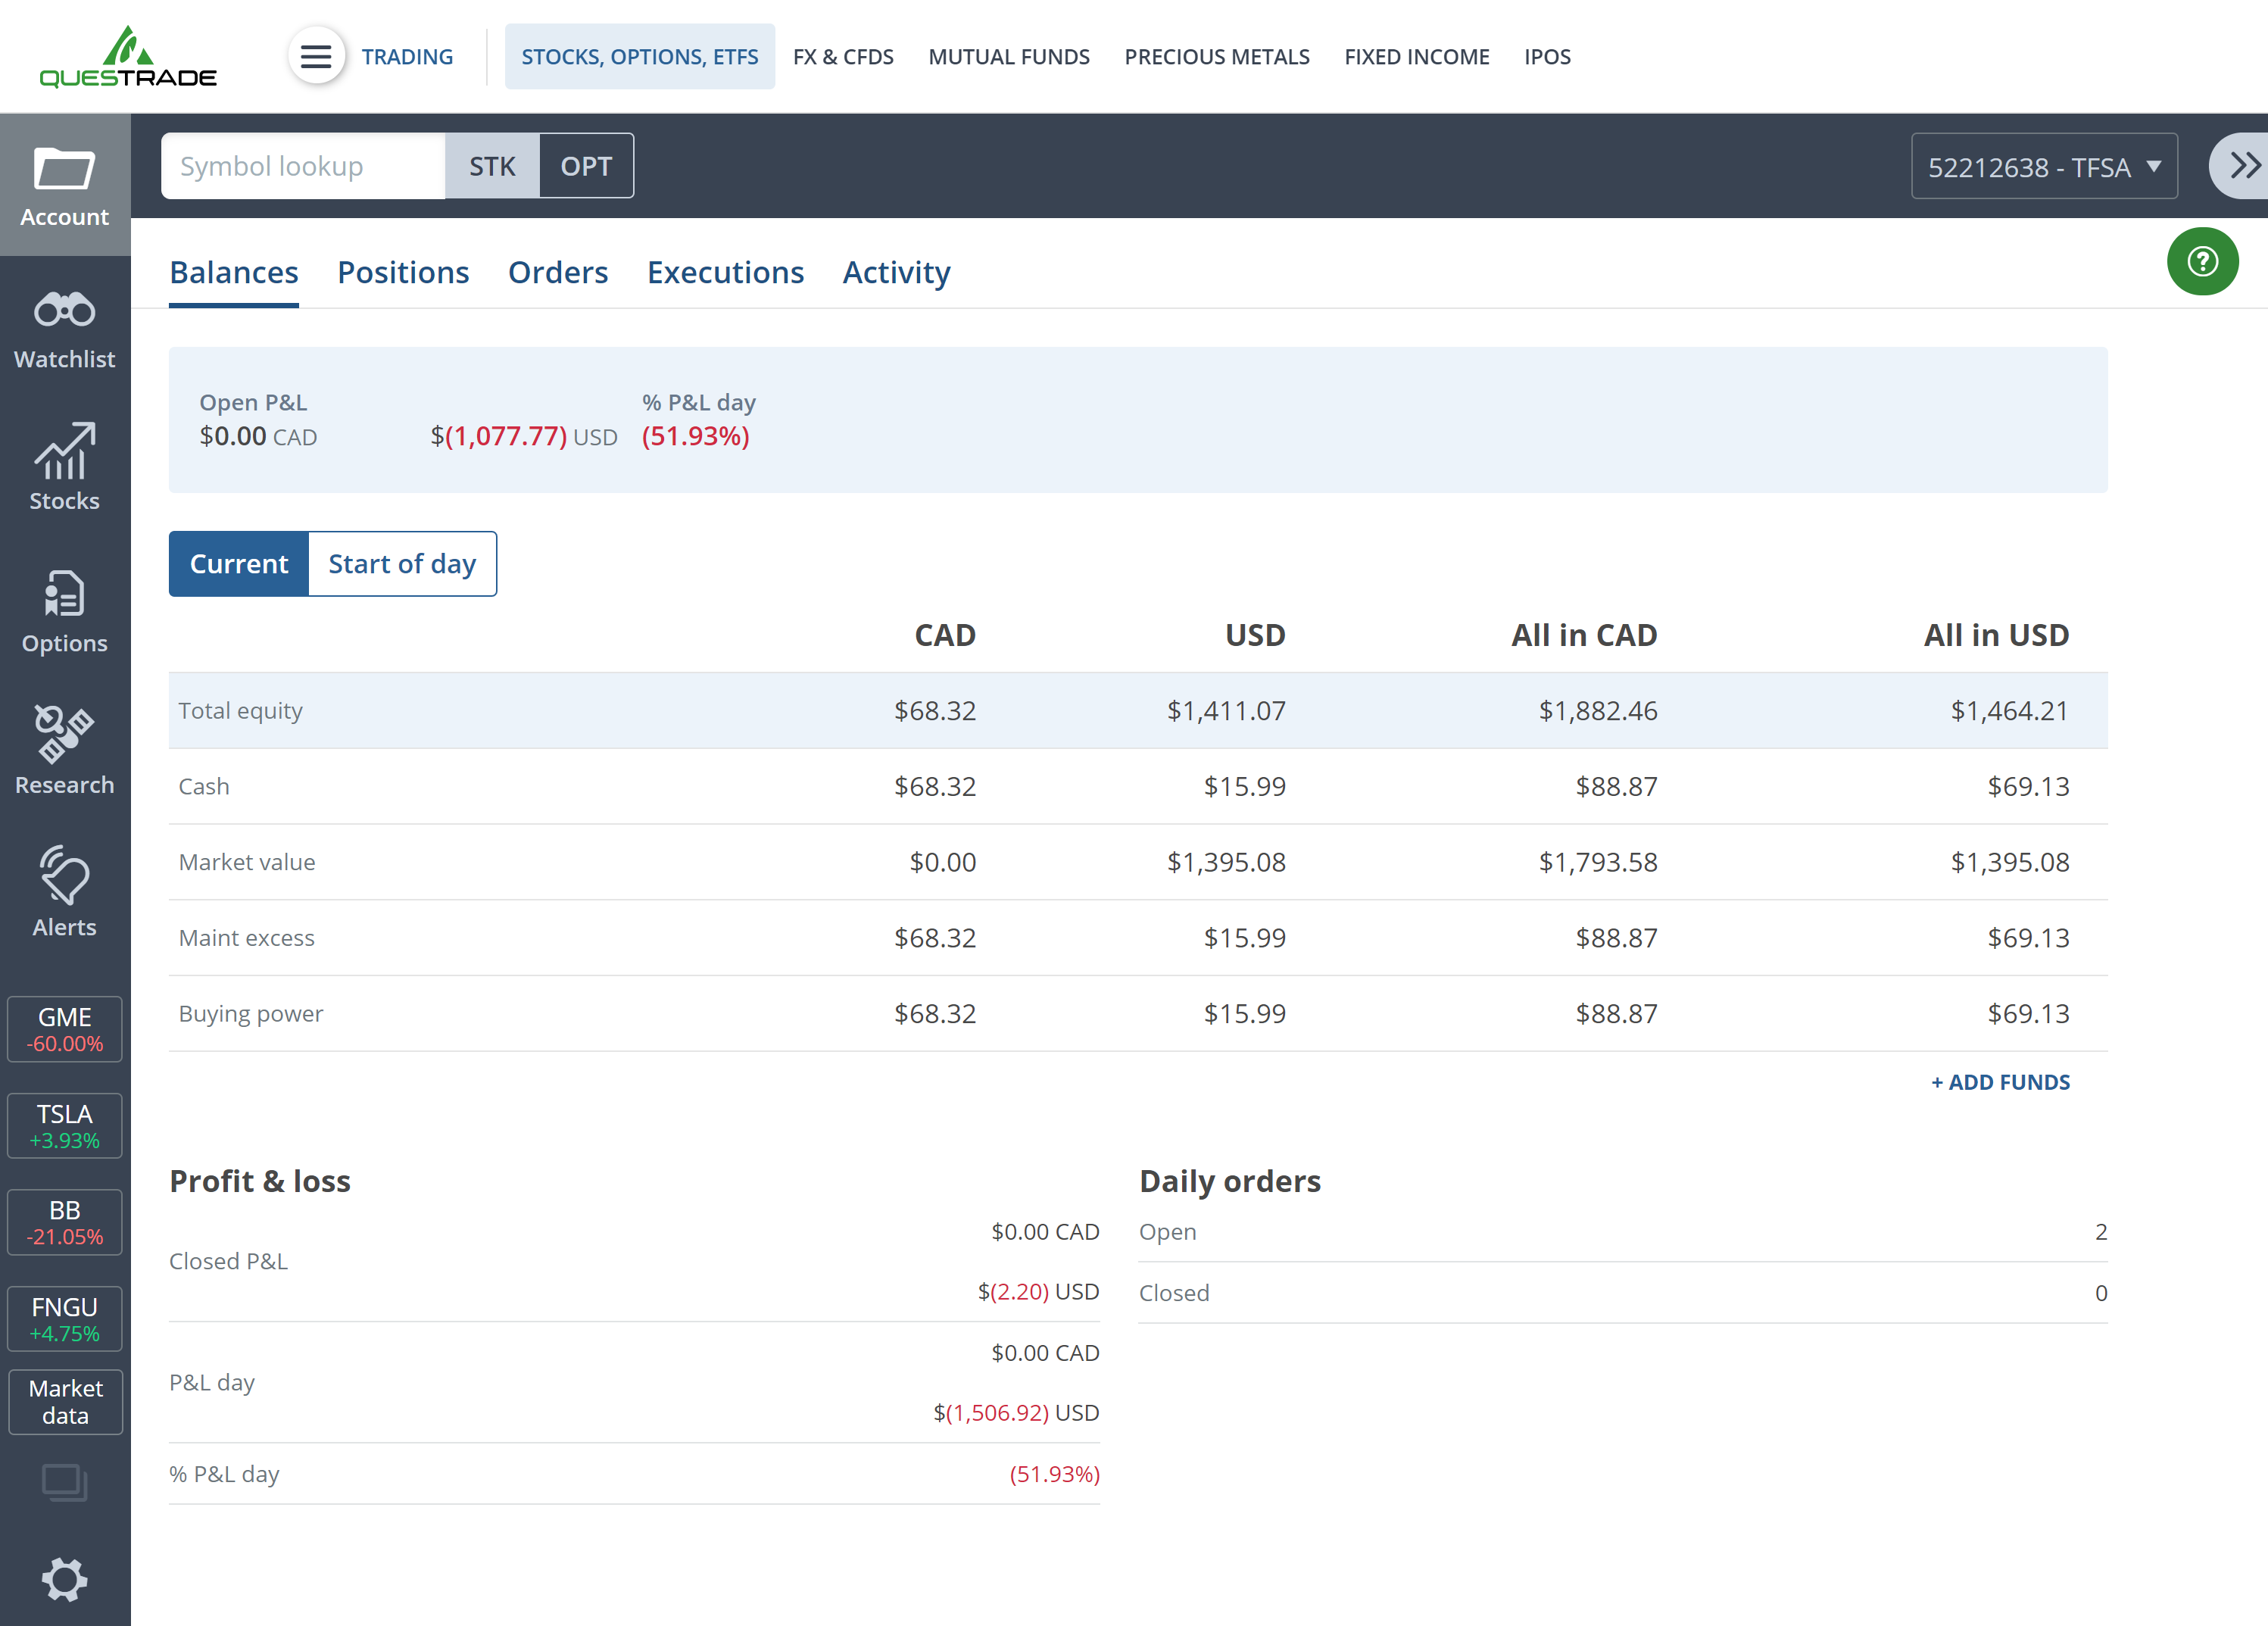 QUESTRADE
TRADING
STOCKS, OPTIONS, ETFS
FX & CFDS
MUTUAL FUNDS
PRECIOUS METALS
FIXED INCOME
IPOS
Account
Symbol lookup
STK
OPT
52212638 - TFSA
Watchlist
Stocks
Options
Research
Alerts
GME
-60.00%
TSLA
+3.93%
BB
-21.05%
FNGU
+4.75%
Market
data
Balances
Positions
Orders
Executions
Activity
?
Open P&L
% P&L day
$0.00 CAD
$(1,077.77) USD
(51.93%)
Current
Start of day
CAD USD All in CAD All in USD
Total equity $68.32 $1,411.07 $1,882.46 $1,464.21
Cash $68.32 $15.99 $88.87 $69.13
Market value $0.00 $1,395.08 $1,793.58 $1,395.08
Maint excess $68.32 $15.99 $88.87 $69.13
Buying power $68.32 $15.99 $88.87 $69.13
+ ADD FUNDS
Profit & loss
Closed P&L
$0.00 CAD
$(2.20) USD
P&L day
$0.00 CAD
$(1,506.92) USD
% P&L day (51.93%)
Daily orders
Open 2
Closed 0